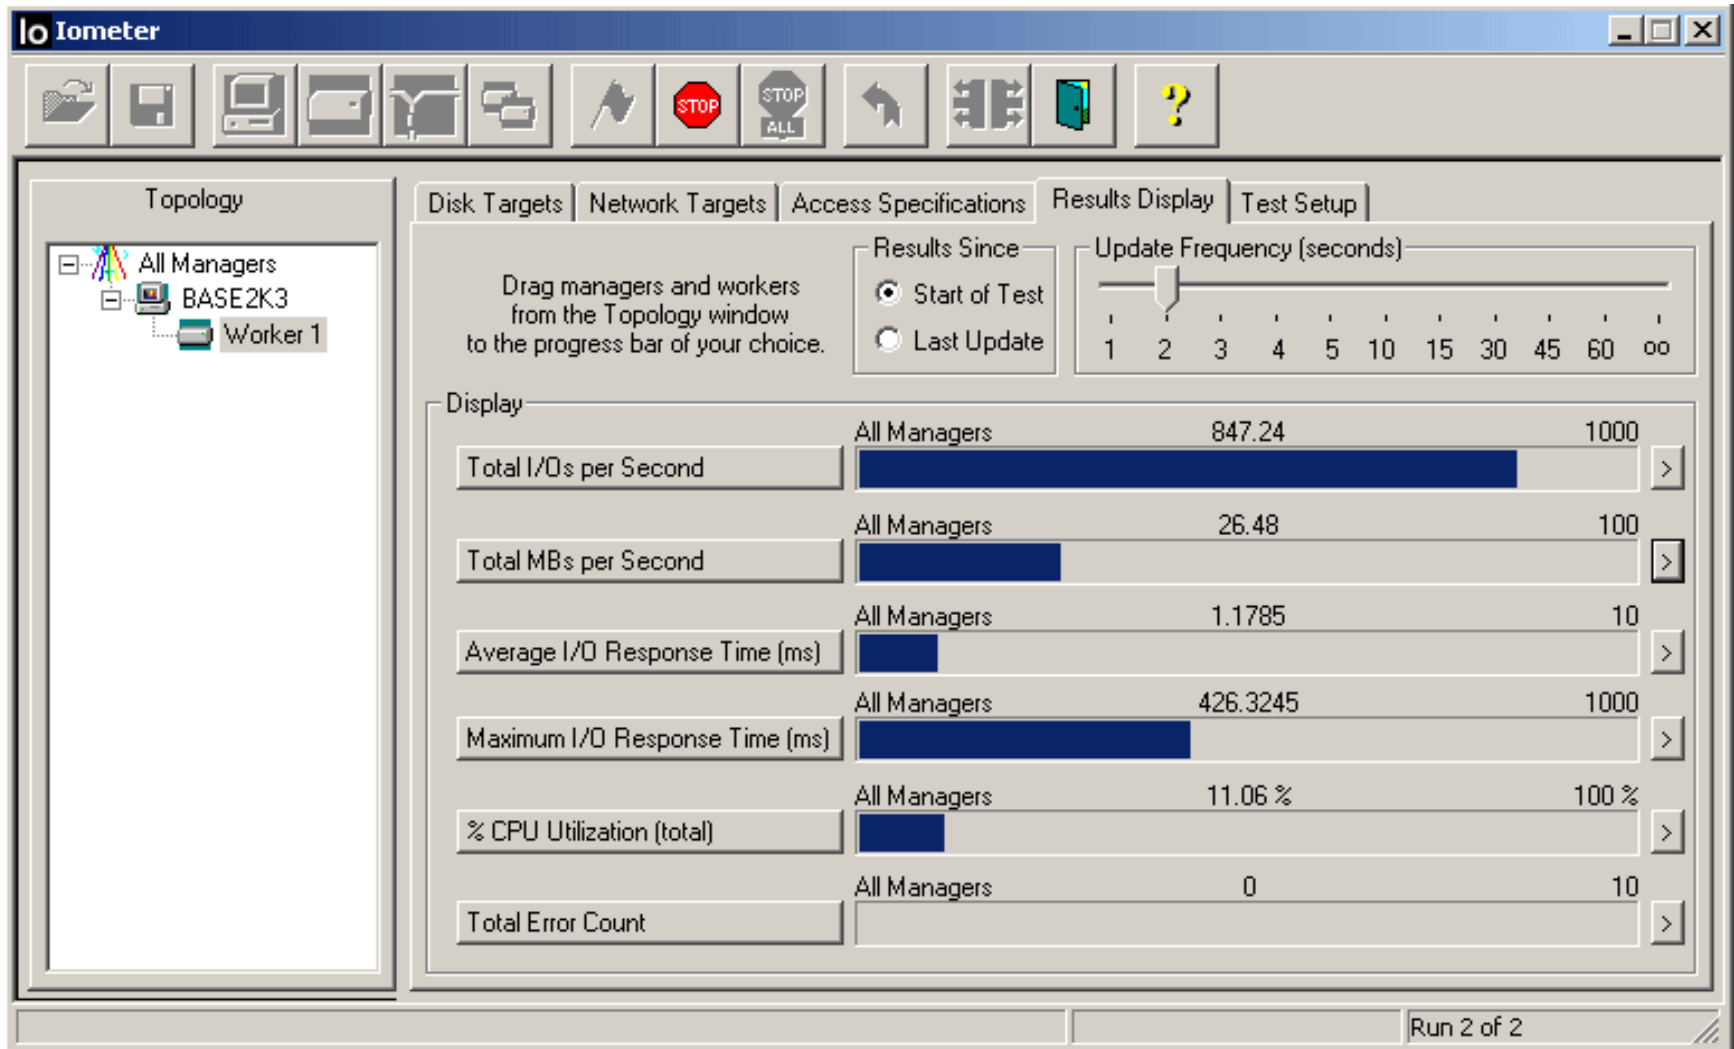 Io Iometer
STOP
STOP
ALL
?
Topology
All Managers
BASE2K3
Worker 1
Disk Targets
Network Targets
Access Specifications
Results Display
Test Setup
Drag managers and workers
from the Topology window
to the progress bar of your choice.
Results Since
Start of Test
Last Update
Update Frequency (seconds)
1 2 3 4 5 10 15 30 45 60 oo
Display
All Managers 847.24 1000
Total I/Os per Second >
All Managers 26.48 100
Total MBs per Second >
All Managers 1.1785 10
Average I/O Response Time (ms) >
All Managers 426.3245 1000
Maximum I/O Response Time (ms) >
All Managers 11.06 % 100 %
% CPU Utilization (total) >
All Managers 0 10
Total Error Count >
Run 2 of 2